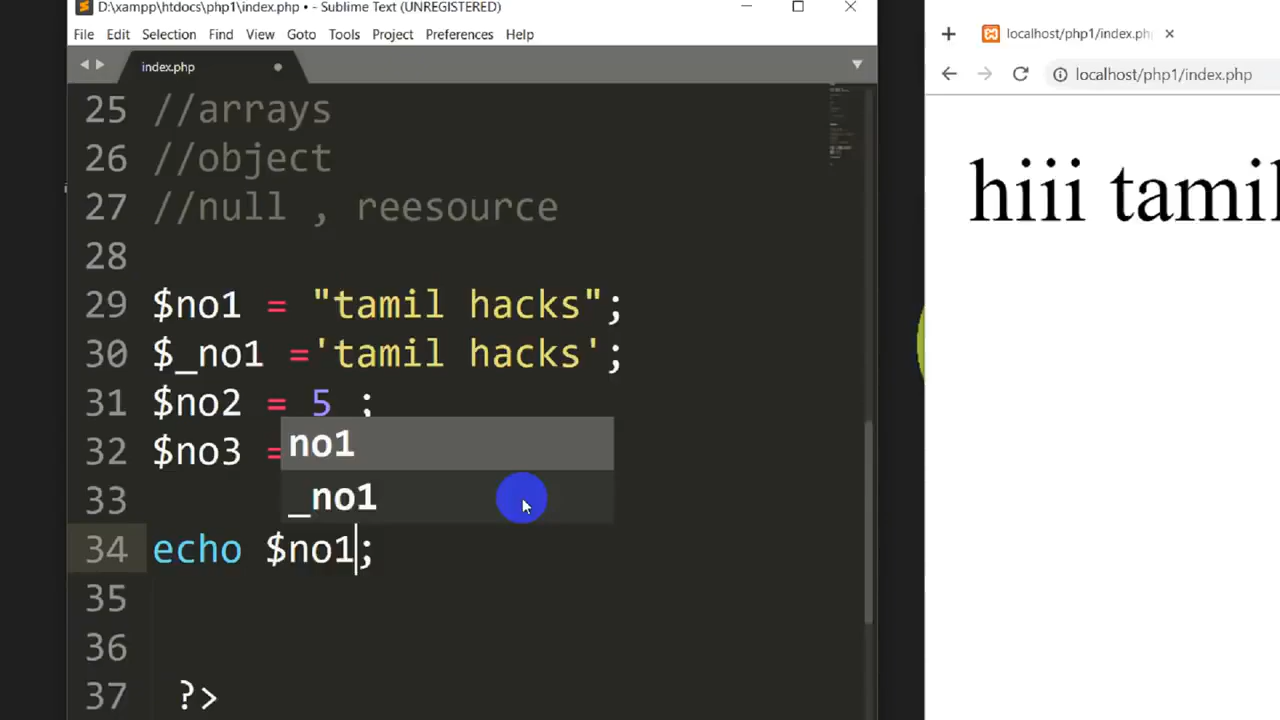 D:\xampp\htdocs\php1\index.php • - Sublime Text (UNREGISTERED)
File Edit Selection Find View Goto Tools Project Preferences Help
index.php
25 //arrays
26 //object
27 //null , reesource
28
29 $no1 = "tamil hacks";
30 $_no1 ='tamil hacks';
31 $no2 = 5 ;
32 $no3 =
no1
_no1
33
34 echo $no1;
35
36
37 ?>
localhost/php1/index.ph
localhost/php1/index.php
hiii tamil